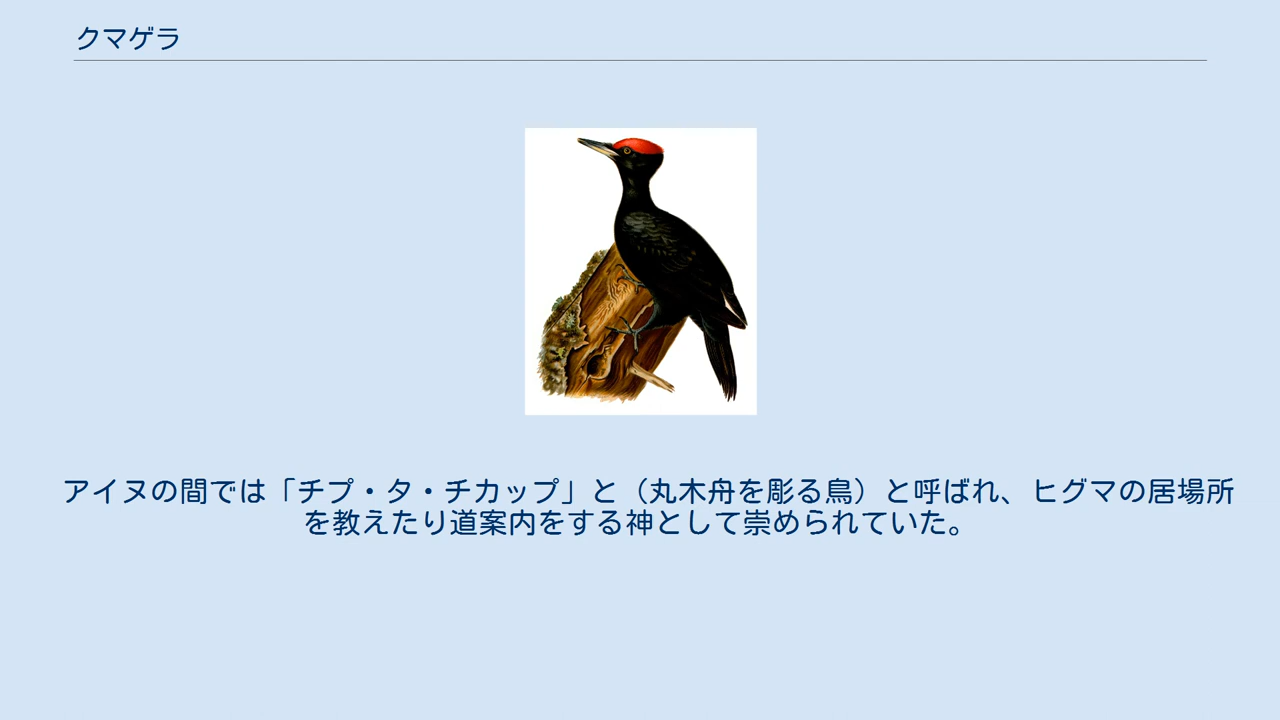 クマゲラ
アイヌの間では「チプ・タ・チカップ」と（丸木舟を彫る鳥）と呼ばれ、ヒグマの居場所
を教えたり道案内をする神として崇められていた。